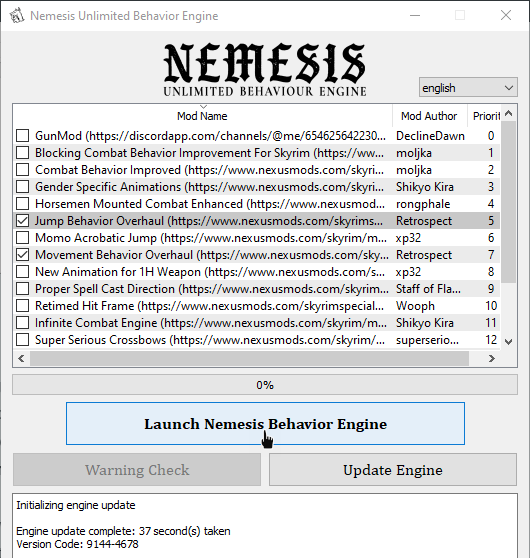 Nemesis Unlimited Behavior Engine
NEMESIS
UNLIMITED BEHAVIOUR ENGINE
english
Mod Name Mod Author Priorit
GunMod (https://discordapp.com/channels/@me/654625642230... DeclineDawn 0
Blocking Combat Behavior Improvement For Skyrim (https://ww... moljka 1
Combat Behavior Improved (https://www.nexusmods.com/skyri... moljka 2
Gender Specific Animations (https://www.nexusmods.com/skyri... Shikyo Kira 3
Horsemen Mounted Combat Enhanced (https://www.nexusmod... rongphale 4
Jump Behavior Overhaul (https://www.nexusmods.com/skyrims... Retrospect 5
Momo Acrobatic Jump (https://www.nexusmods.com/skyrim/m... xp32 6
Movement Behavior Overhaul (https://www.nexusmods.com/sk... Retrospect 7
New Animation for 1H Weapon (https://www.nexusmods.com/s... xp32 8
Proper Spell Cast Direction (https://www.nexusmods.com/skyri... Staff of Fla... 9
Retimed Hit Frame (https://www.nexusmods.com/skyrimspecial... Wooph 10
Infinite Combat Engine (https://www.nexusmods.com/skyrim/m... Shikyo Kira 11
Super Serious Crossbows (https://www.nexusmods.com/skyrim/... superserio... 12
0%
Launch Nemesis Behavior Engine
Warning Check Update Engine
Initializing engine update
Engine update complete: 37 second(s) taken
Version Code: 9144-4678